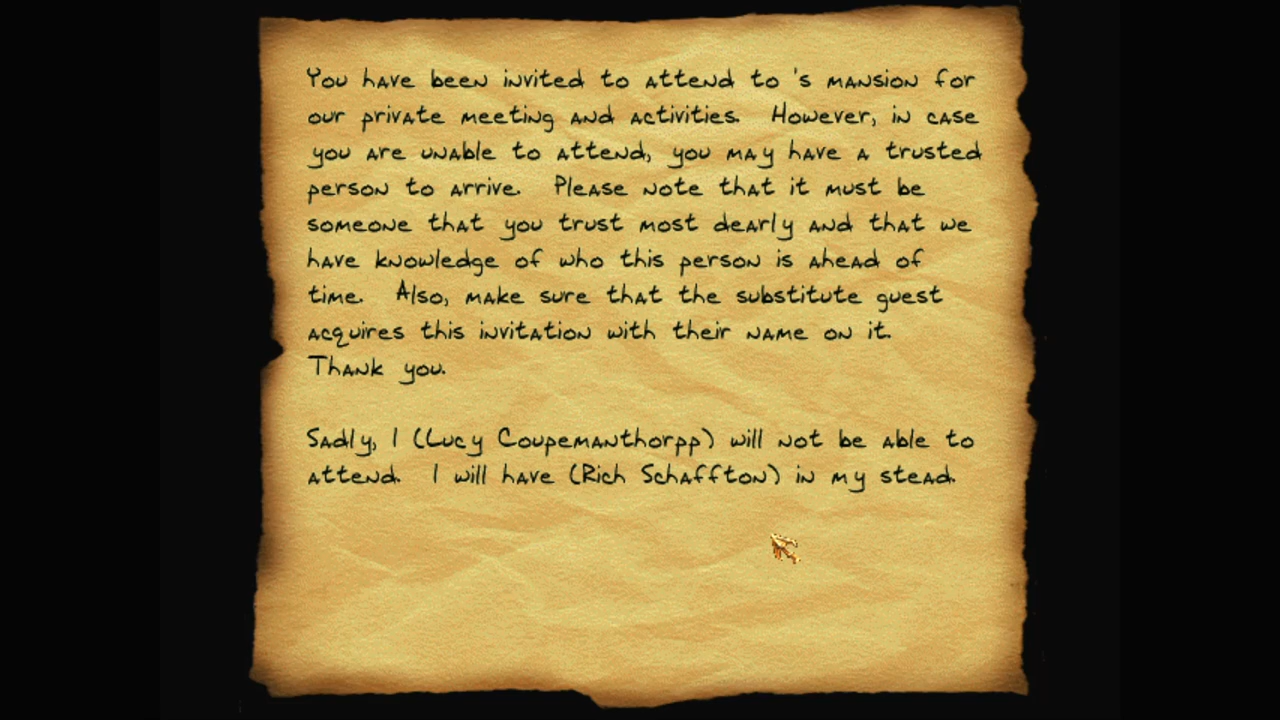 You have been invited to attend to 's mansion for
our private meeting and activities.  However, in case
you are unable to attend, you may have a trusted
person to arrive.  Please note that it must be
someone that you trust most dearly and that we
have knowledge of who this person is ahead of
time.  Also, make sure that the substitute guest
acquires this invitation with their name on it.
Thank you.

Sadly, I (Lucy Coupemanthorpp) will not be able to
attend.  I will have (Rich Schaffton) in my stead.